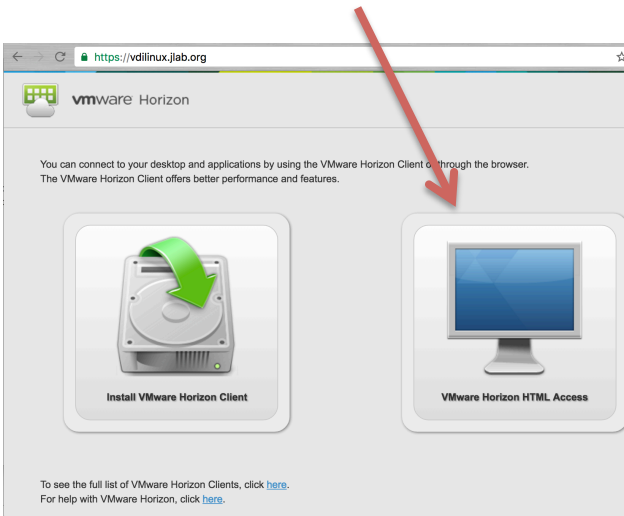 https://vdilinux.jlab.org
vmware Horizon
You can connect to your desktop and applications by using the VMware Horizon Client or through the browser.
The VMware Horizon Client offers better performance and features.
Install VMware Horizon Client
VMware Horizon HTML Access
To see the full list of VMware Horizon Clients, click here.
For help with VMware Horizon, click here.